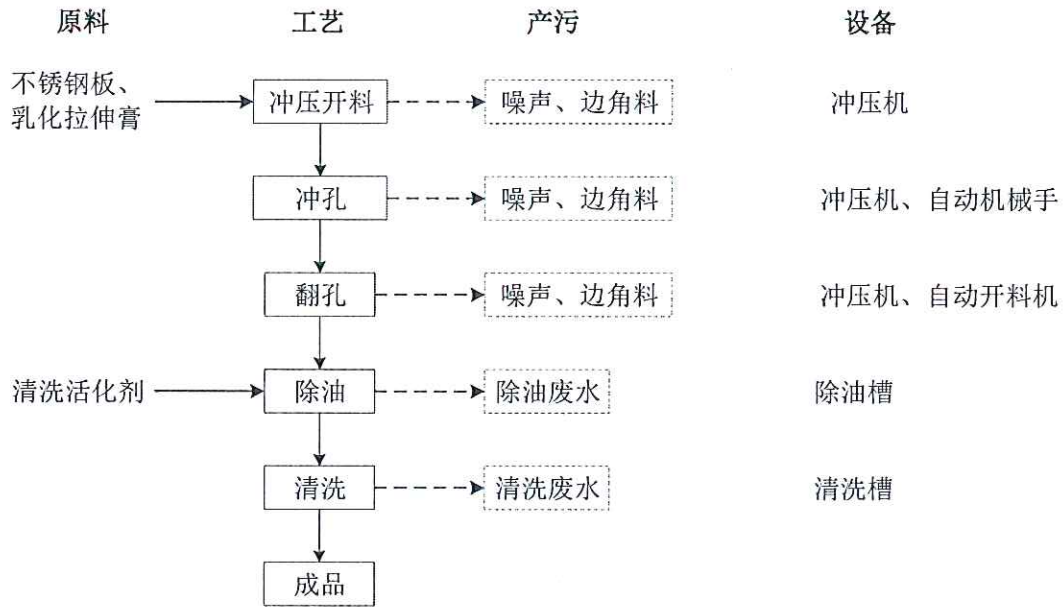 原料 工艺 产污 设备
不锈钢板、
乳化拉伸膏
冲压开料 噪声、边角料 冲压机
冲孔 噪声、边角料 冲压机、自动机械手
翻孔 噪声、边角料 冲压机、自动开料机
清洗活化剂 除油 除油废水 除油槽
清洗 清洗废水 清洗槽
成品